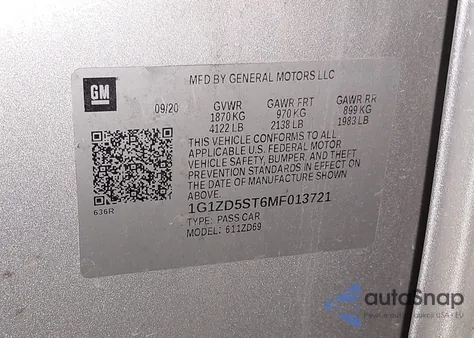 MFD BY GENERAL MOTORS LLC
GM
09/20 GVWR GAWR FRT GAWR RR
1870 KG 970 KG 899 KG
4122 LB 2138 LB 1983 LB
THIS VEHICLE CONFORMS TO ALL
APPLICABLE U.S. FEDERAL MOTOR
VEHICLE SAFETY, BUMPER, AND THEFT
PREVENTION STANDARDS IN EFFECT ON
THE DATE OF MANUFACTURE SHOWN ABOVE.
636R
1G1ZD5ST6MF013721
TYPE: PASS CAR
MODEL: 611ZD69
autoSnap